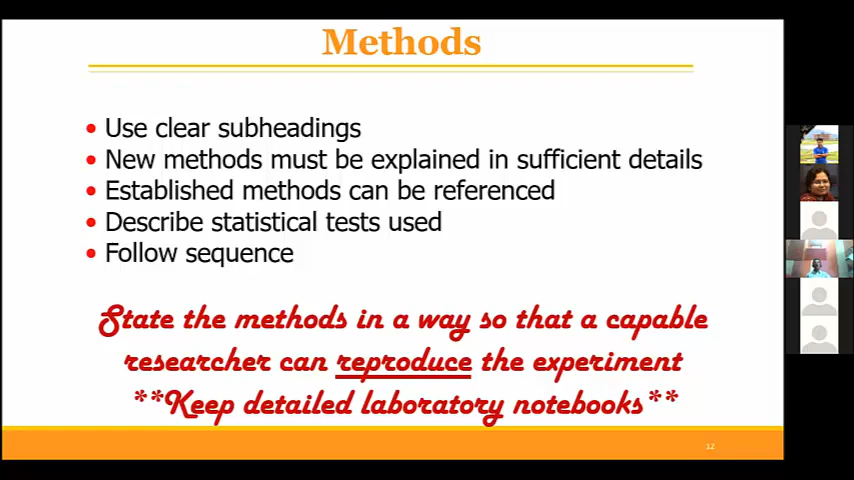 Methods
• Use clear subheadings
• New methods must be explained in sufficient details
• Established methods can be referenced
• Describe statistical tests used
• Follow sequence
State the methods in a way so that a capable
researcher can reproduce the experiment
**Keep detailed laboratory notebooks**
12